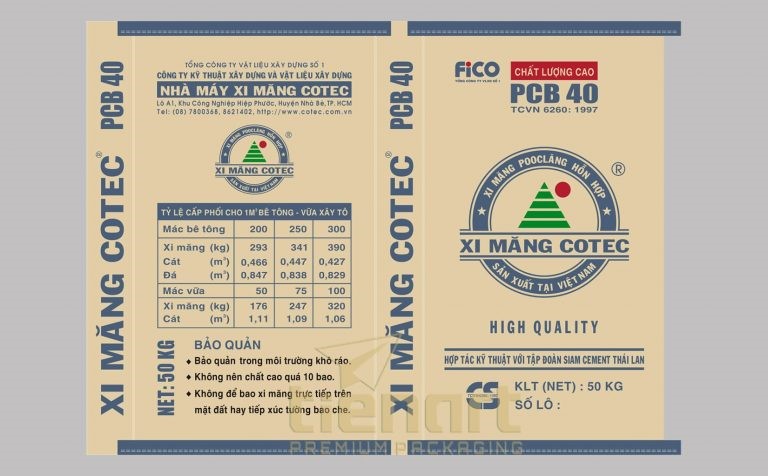 XI MĂNG COTEC® PCB 40
NET: 50 KG
TỔNG CÔNG TY VẬT LIỆU XÂY DỰNG SỐ 1
CÔNG TY KỸ THUẬT XÂY DỰNG VÀ VẬT LIỆU XÂY DỰNG
NHÀ MÁY XI MĂNG COTEC
Lô A1, Khu Công Nghiệp Hiệp Phước, Huyện Nhà Bè, TP. HCM
Tel: (08) 7800368, 8621402, http://www.cotec.com.vn
XI MĂNG POOCLĂNG HỖN HỢP
®
XI MĂNG COTEC
SẢN XUẤT TẠI VIỆT NAM
TỶ LỆ CẤP PHỐI CHO 1M³ BÊ TÔNG - VỮA XÂY TÔ
Mác bê tông 200 250 300
Xi măng (kg) 293 341 390
Cát (m³) 0,466 0,447 0,427
Đá (m³) 0,847 0,838 0,829
Mác vữa 50 75 100
Xi măng (kg) 176 247 320
Cát (m³) 1,11 1,09 1,06
BẢO QUẢN
♦ Bảo quản trong môi trường khô ráo.
♦ Không nên chất cao quá 10 bao.
♦ Không để bao xi măng trực tiếp trên
mặt đất hay tiếp xúc tường bao che.
XI MĂNG COTEC® PCB 40
FiCO
TỔNG CÔNG TY VLXD SỐ 1
CHẤT LƯỢNG CAO
PCB 40
TCVN 6260: 1997
XI MĂNG POOCLĂNG HỖN HỢP
®
XI MĂNG COTEC
SẢN XUẤT TẠI VIỆT NAM
HIGH QUALITY
HỢP TÁC KỸ THUẬT VỚI TẬP ĐOÀN SIAM CEMENT THÁI LAN
KLT (NET) : 50 KG
SỐ LÔ :
tienart
PREMIUM PACKAGING